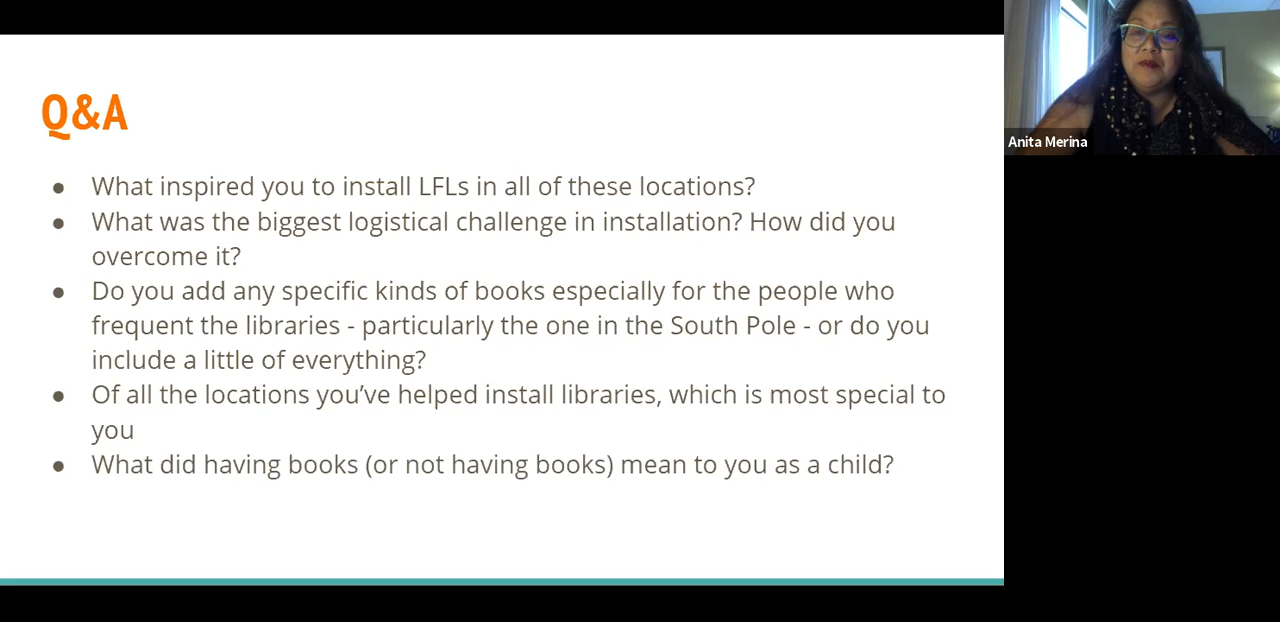 Q&A
● What inspired you to install LFLs in all of these locations?
● What was the biggest logistical challenge in installation? How did you
overcome it?
● Do you add any specific kinds of books especially for the people who
frequent the libraries - particularly the one in the South Pole - or do you
include a little of everything?
● Of all the locations you’ve helped install libraries, which is most special to
you
● What did having books (or not having books) mean to you as a child?
Anita Merina